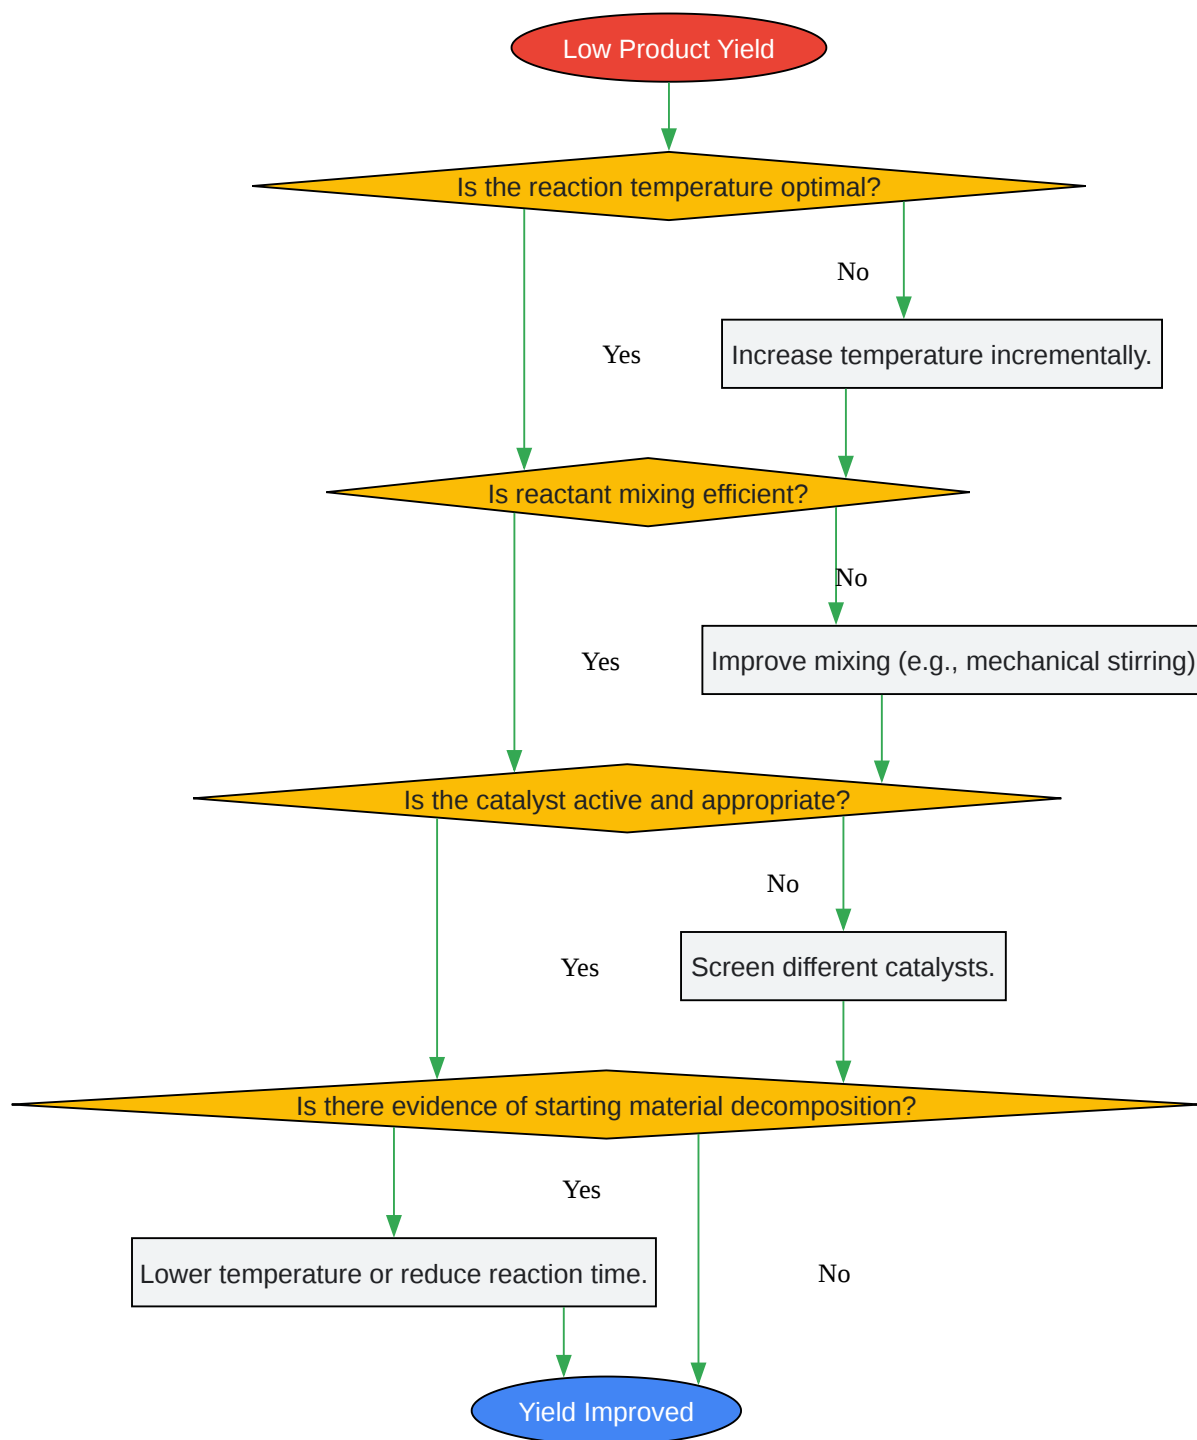 Low Product Yield
Is the reaction temperature optimal?
No
Yes
Increase temperature incrementally.
Is reactant mixing efficient?
No
Yes
Improve mixing (e.g., mechanical stirring)
Is the catalyst active and appropriate?
No
Yes
Screen different catalysts.
Is there evidence of starting material decomposition?
Yes
Lower temperature or reduce reaction time.
No
Yield Improved